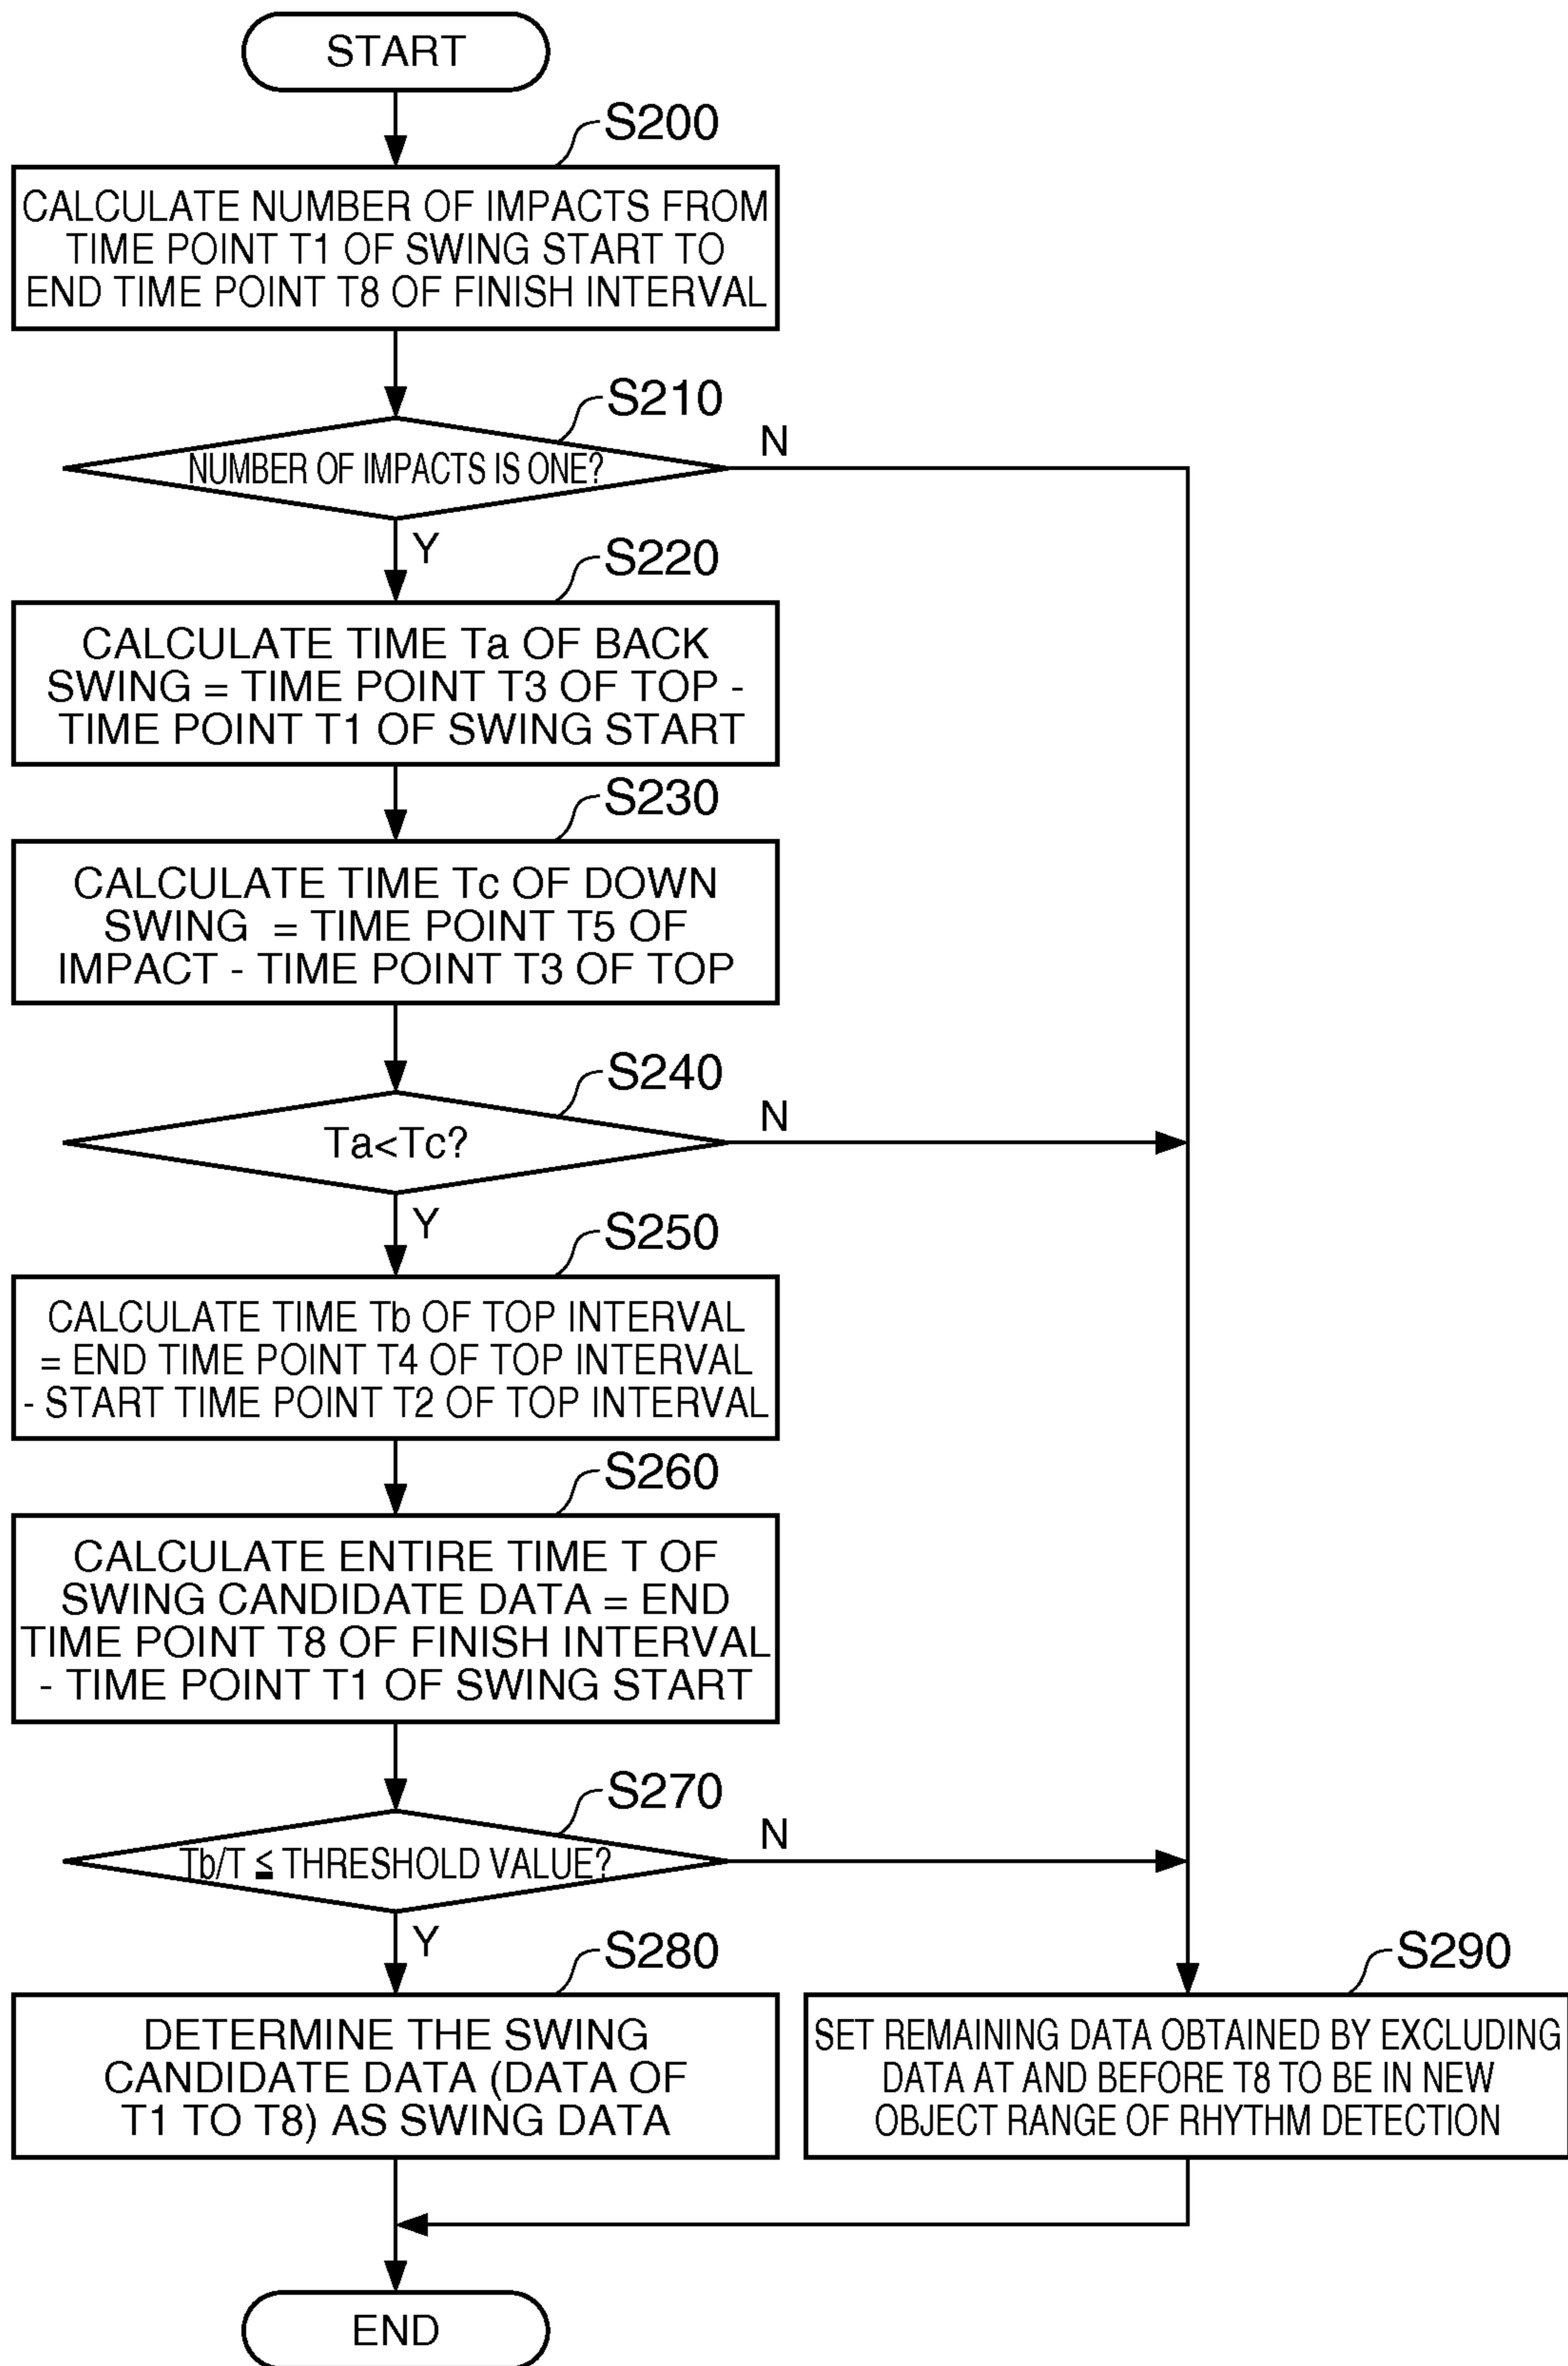 START
S200
CALCULATE NUMBER OF IMPACTS FROM
TIME POINT T1 OF SWING START TO
END TIME POINT T8 OF FINISH INTERVAL
S210
NUMBER OF IMPACTS IS ONE?
N
Y
S220
CALCULATE TIME Ta OF BACK
SWING = TIME POINT T3 OF TOP -
TIME POINT T1 OF SWING START
S230
CALCULATE TIME Tc OF DOWN
SWING = TIME POINT T5 OF
IMPACT - TIME POINT T3 OF TOP
S240
Ta<Tc?
N
Y
S250
CALCULATE TIME Tb OF TOP INTERVAL
= END TIME POINT T4 OF TOP INTERVAL
- START TIME POINT T2 OF TOP INTERVAL
S260
CALCULATE ENTIRE TIME T OF
SWING CANDIDATE DATA = END
TIME POINT T8 OF FINISH INTERVAL
- TIME POINT T1 OF SWING START
S270
Tb/T ≤ THRESHOLD VALUE?
N
Y
S280
DETERMINE THE SWING
CANDIDATE DATA (DATA OF
T1 TO T8) AS SWING DATA
S290
SET REMAINING DATA OBTAINED BY EXCLUDING
DATA AT AND BEFORE T8 TO BE IN NEW
OBJECT RANGE OF RHYTHM DETECTION
END